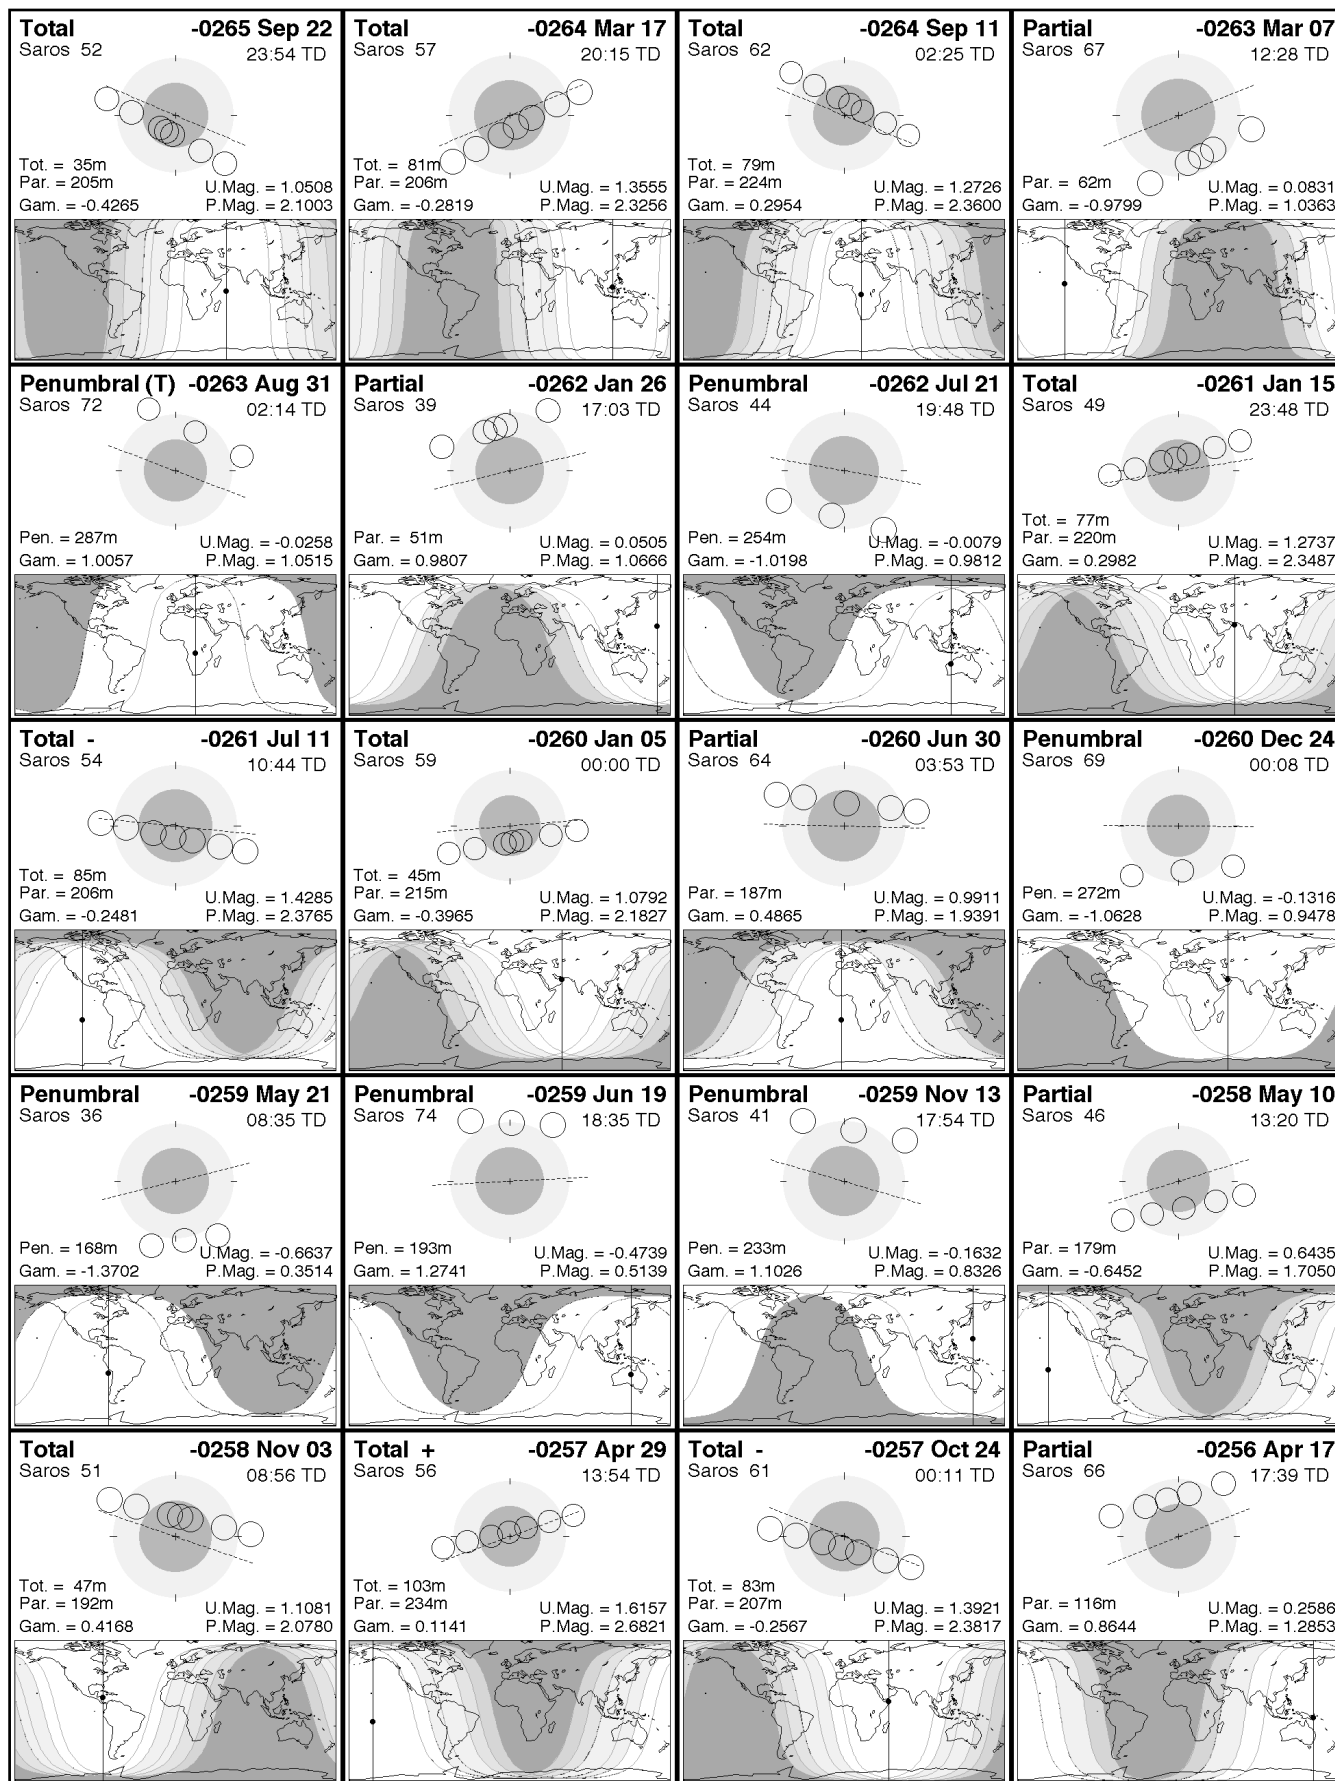 Total -0265 Sep 22
Saros 52 23:54 TD
Tot. = 35m
Par. = 205m U.Mag. = 1.0508
Gam. = -0.4265 P.Mag. = 2.1003
Total -0264 Mar 17
Saros 57 20:15 TD
Tot. = 81m
Par. = 206m U.Mag. = 1.3555
Gam. = -0.2819 P.Mag. = 2.3256
Total -0264 Sep 11
Saros 62 02:25 TD
Tot. = 79m
Par. = 224m U.Mag. = 1.2726
Gam. = 0.2954 P.Mag. = 2.3600
Partial -0263 Mar 07
Saros 67 12:28 TD
Par. = 62m U.Mag. = 0.0831
Gam. = -0.9799 P.Mag. = 1.0363
Penumbral (T) -0263 Aug 31
Saros 72 02:14 TD
Pen. = 287m U.Mag. = -0.0258
Gam. = 1.0057 P.Mag. = 1.0515
Partial -0262 Jan 26
Saros 39 17:03 TD
Par. = 51m U.Mag. = 0.0505
Gam. = 0.9807 P.Mag. = 1.0666
Penumbral -0262 Jul 21
Saros 44 19:48 TD
Pen. = 254m U.Mag. = -0.0079
Gam. = -1.0198 P.Mag. = 0.9812
Total -0261 Jan 15
Saros 49 23:48 TD
Tot. = 77m
Par. = 220m U.Mag. = 1.2737
Gam. = 0.2982 P.Mag. = 2.3487
Total - -0261 Jul 11
Saros 54 10:44 TD
Tot. = 85m
Par. = 206m U.Mag. = 1.4285
Gam. = -0.2481 P.Mag. = 2.3765
Total -0260 Jan 05
Saros 59 00:00 TD
Tot. = 45m
Par. = 215m U.Mag. = 1.0792
Gam. = -0.3965 P.Mag. = 2.1827
Partial -0260 Jun 30
Saros 64 03:53 TD
Par. = 187m U.Mag. = 0.9911
Gam. = 0.4865 P.Mag. = 1.9391
Penumbral -0260 Dec 24
Saros 69 00:08 TD
Pen. = 272m U.Mag. = -0.1316
Gam. = -1.0628 P.Mag. = 0.9478
Penumbral -0259 May 21
Saros 36 08:35 TD
Pen. = 168m U.Mag. = -0.6637
Gam. = -1.3702 P.Mag. = 0.3514
Penumbral -0259 Jun 19
Saros 74 18:35 TD
Pen. = 193m U.Mag. = -0.4739
Gam. = 1.2741 P.Mag. = 0.5139
Penumbral -0259 Nov 13
Saros 41 17:54 TD
Pen. = 233m U.Mag. = -0.1632
Gam. = 1.1026 P.Mag. = 0.8326
Partial -0258 May 10
Saros 46 13:20 TD
Par. = 179m U.Mag. = 0.6435
Gam. = -0.6452 P.Mag. = 1.7050
Total -0258 Nov 03
Saros 51 08:56 TD
Tot. = 47m
Par. = 192m U.Mag. = 1.1081
Gam. = 0.4168 P.Mag. = 2.0780
Total + -0257 Apr 29
Saros 56 13:54 TD
Tot. = 103m
Par. = 234m U.Mag. = 1.6157
Gam. = 0.1141 P.Mag. = 2.6821
Total - -0257 Oct 24
Saros 61 00:11 TD
Tot. = 83m
Par. = 207m U.Mag. = 1.3921
Gam. = -0.2567 P.Mag. = 2.3817
Partial -0256 Apr 17
Saros 66 17:39 TD
Par. = 116m U.Mag. = 0.2586
Gam. = 0.8644 P.Mag. = 1.2853